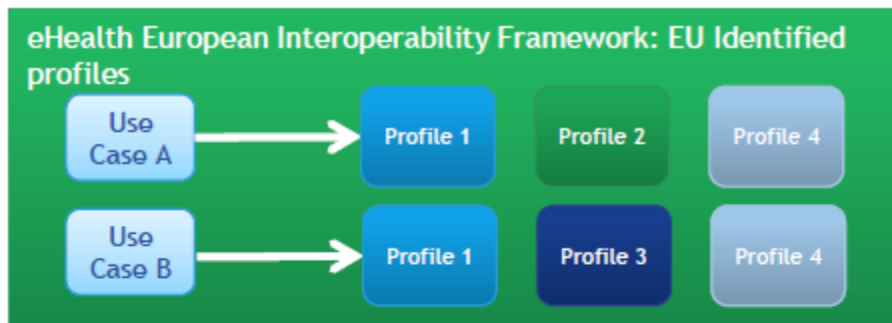 eHealth European Interoperability Framework: EU Identified
profiles
Use
Case A
Profile 1
Profile 2
Profile 4
Use
Case B
Profile 1
Profile 3
Profile 4